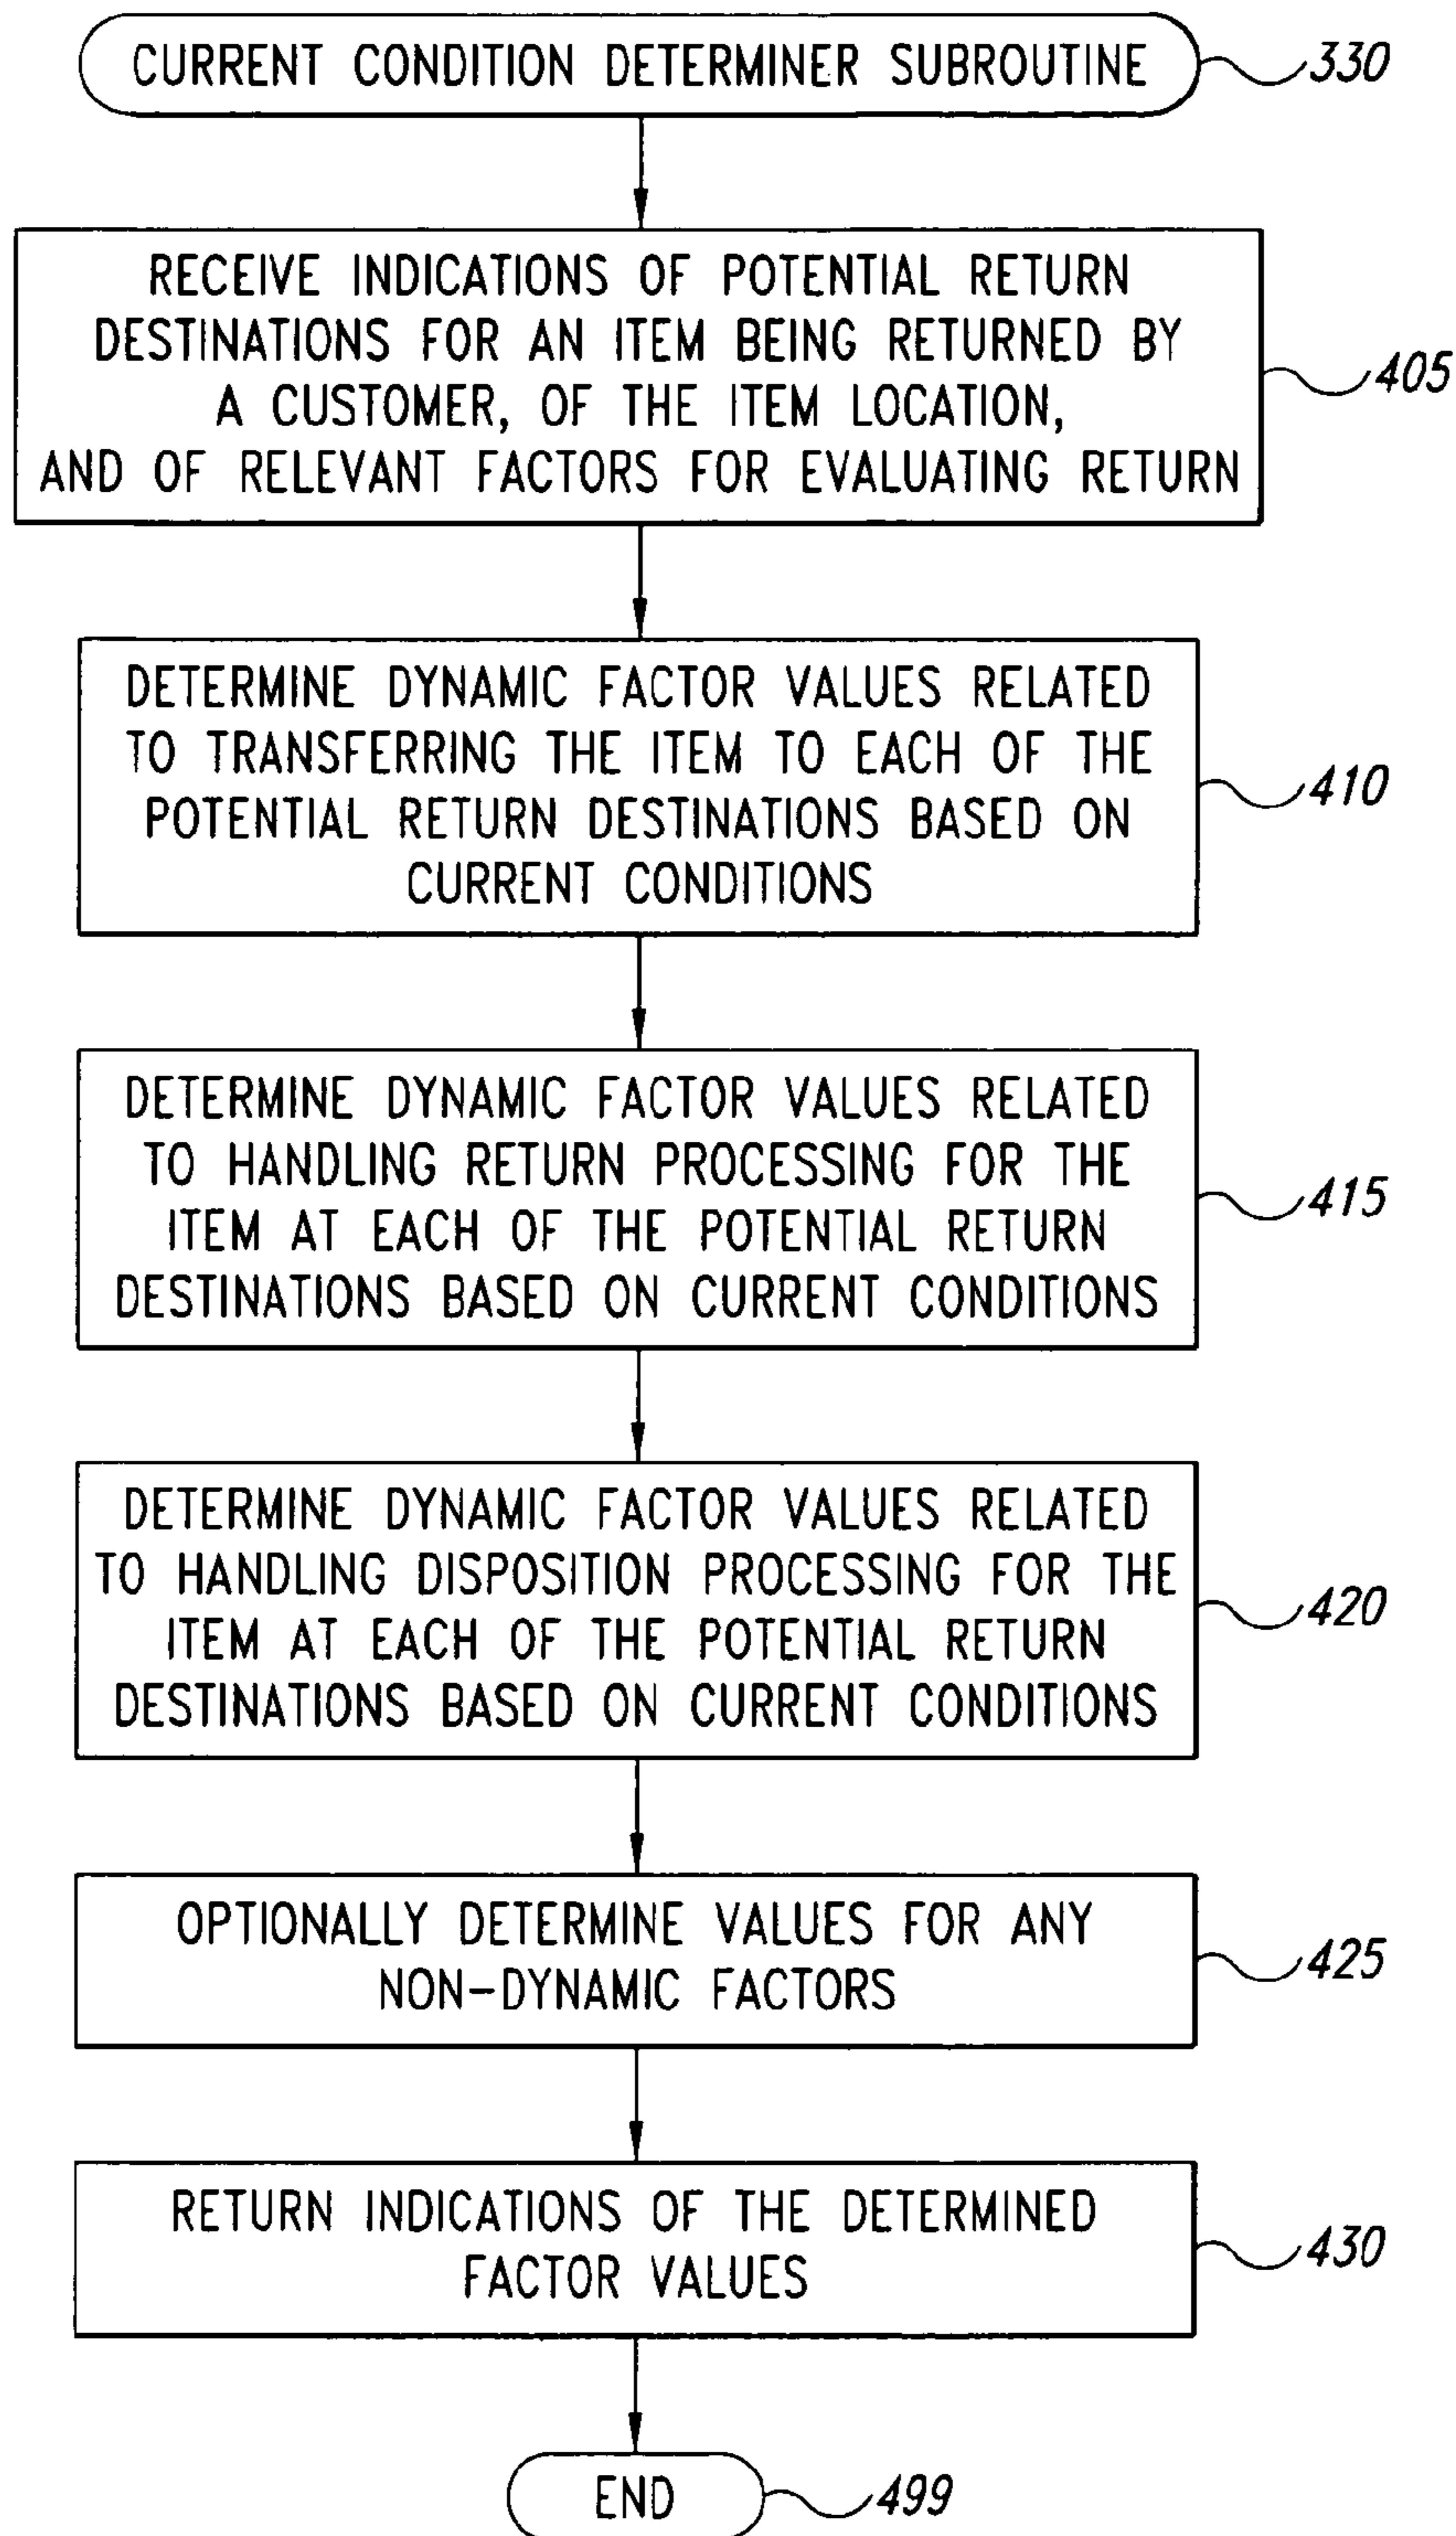 CURRENT CONDITION DETERMINER SUBROUTINE
330
RECEIVE INDICATIONS OF POTENTIAL RETURN
DESTINATIONS FOR AN ITEM BEING RETURNED BY
A CUSTOMER, OF THE ITEM LOCATION,
AND OF RELEVANT FACTORS FOR EVALUATING RETURN
405
DETERMINE DYNAMIC FACTOR VALUES RELATED
TO TRANSFERRING THE ITEM TO EACH OF THE
POTENTIAL RETURN DESTINATIONS BASED ON
CURRENT CONDITIONS
410
DETERMINE DYNAMIC FACTOR VALUES RELATED
TO HANDLING RETURN PROCESSING FOR THE
ITEM AT EACH OF THE POTENTIAL RETURN
DESTINATIONS BASED ON CURRENT CONDITIONS
415
DETERMINE DYNAMIC FACTOR VALUES RELATED
TO HANDLING DISPOSITION PROCESSING FOR THE
ITEM AT EACH OF THE POTENTIAL RETURN
DESTINATIONS BASED ON CURRENT CONDITIONS
420
OPTIONALLY DETERMINE VALUES FOR ANY
NON-DYNAMIC FACTORS
425
RETURN INDICATIONS OF THE DETERMINED
FACTOR VALUES
430
END
499